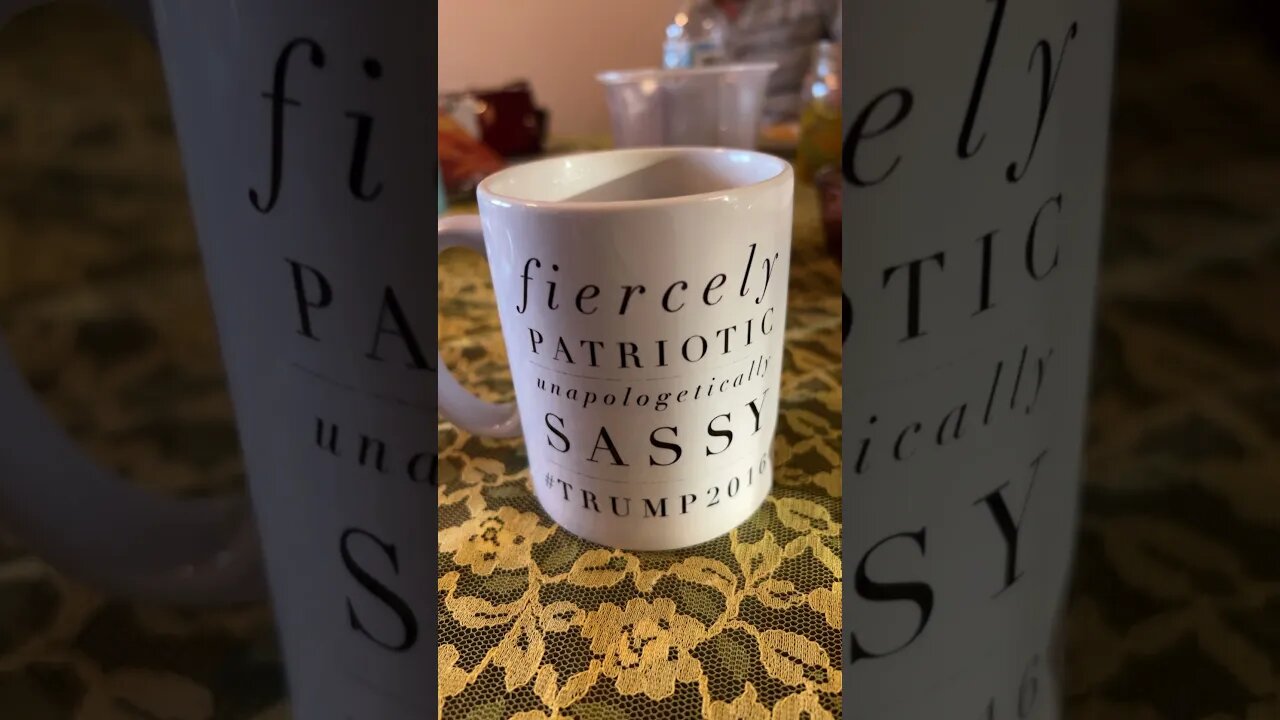 fiercely
PATRIOTIC
unapologetically
SASSY
#TRUMP2016